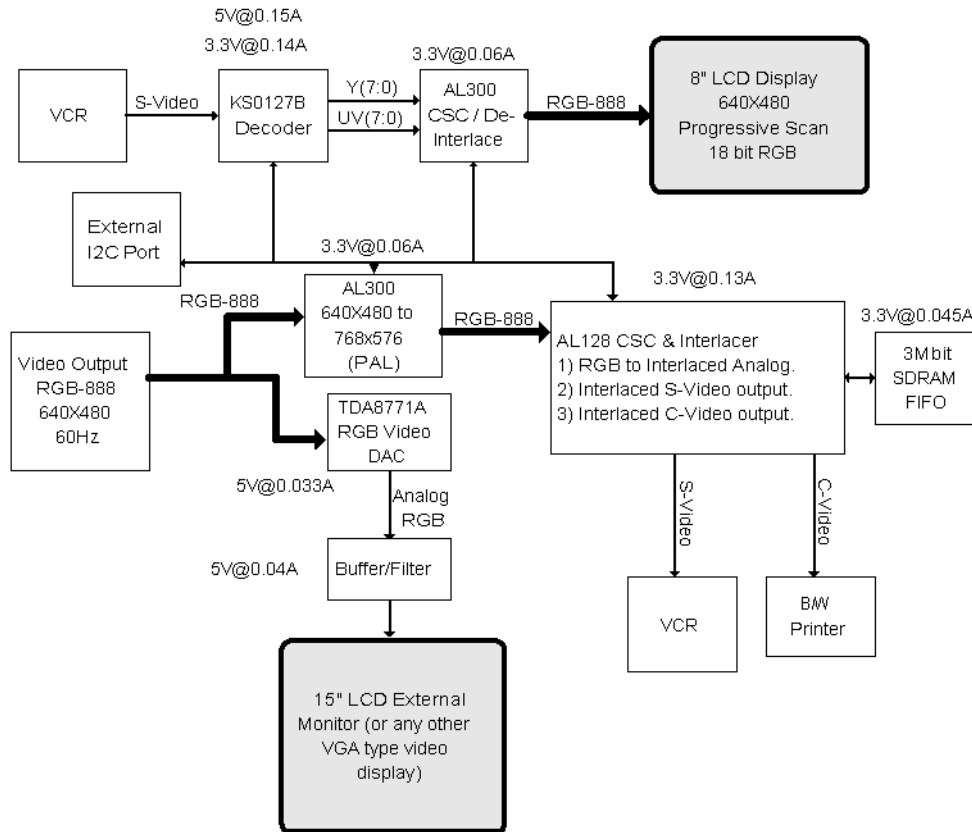 5V@0.15A
3.3V@0.14A
3.3V@0.06A
VCR
S-Video
KS0127B
Decoder
Y(7:0)
UV(7:0)
AL300
CSC / De-
Interlace
RGB-888
8" LCD Display
640X480
Progressive Scan
18 bit RGB
External
I2C Port
3.3V@0.06A
3.3V@0.13A
RGB-888
AL300
640X480 to
768x576
(PAL)
RGB-888
AL128 CSC & Interlacer
1) RGB to Interlaced Analog.
2) Interlaced S-Video output.
3) Interlaced C-Video output.
3.3V@0.045A
3Mbit
SDRAM
FIFO
Video Output
RGB-888
640X480
60Hz
TDA8771A
RGB Video
DAC
5V@0.033A
Analog
RGB
S-Video
C-Video
5V@0.04A
Buffer/Filter
VCR
B/W
Printer
15" LCD External
Monitor (or any other
VGA type video
display)